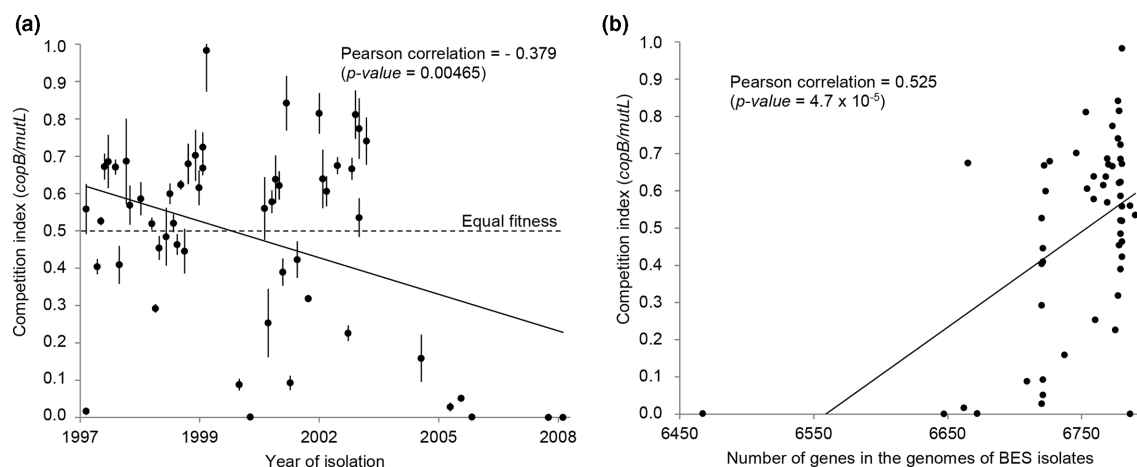 (a)
Pearson correlation = - 0.379
(p-value = 0.00465)
Equal fitness
Competition index (copB/mutL)
1.0
0.9
0.8
0.7
0.6
0.5
0.4
0.3
0.2
0.1
0.0
1997
1999
2002
2005
2008
Year of isolation
(b)
Pearson correlation = 0.525
(p-value = 4.7 x 10-5)
Competition index (copB/mutL)
1.0
0.9
0.8
0.7
0.6
0.5
0.4
0.3
0.2
0.1
0.0
6450
6550
6650
6750
Number of genes in the genomes of BES isolates